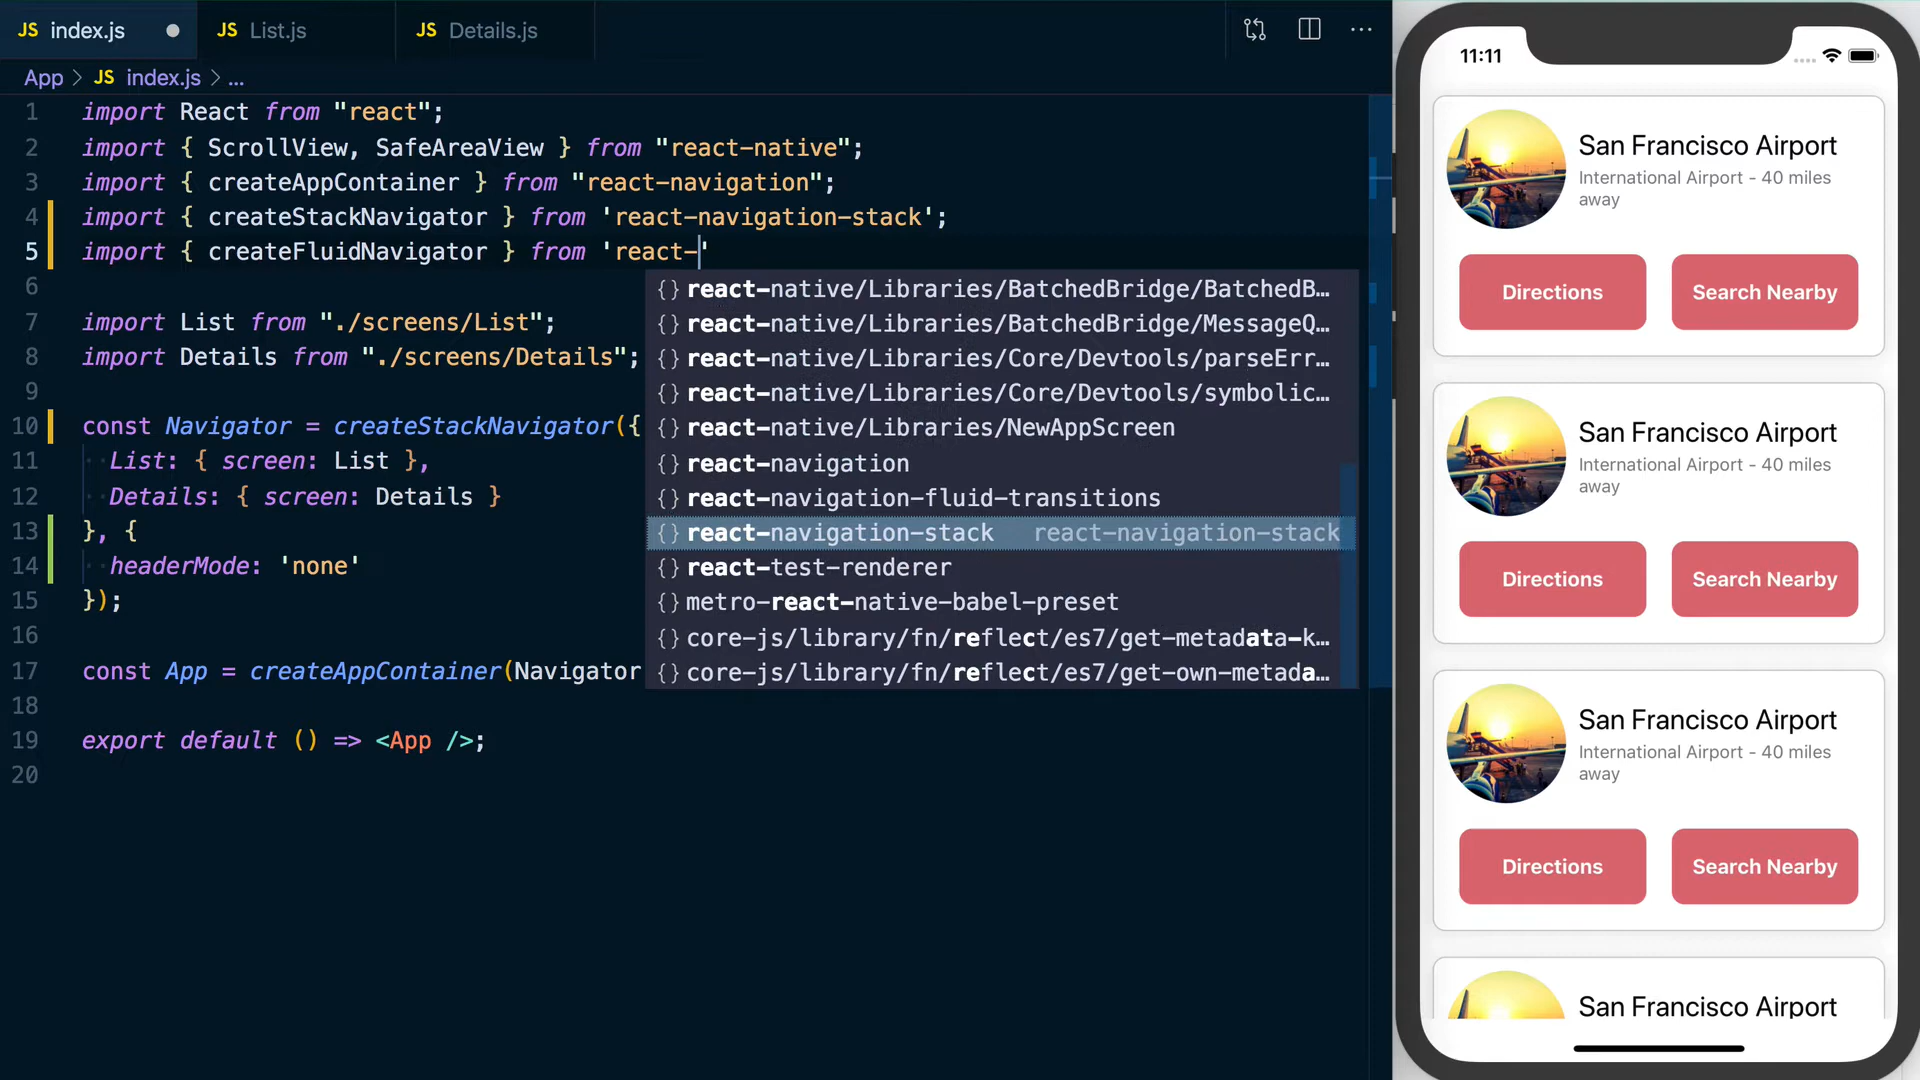 JS index.js
JS List.js
JS Details.js
App > JS index.js > ...
1 import React from "react";
2 import { ScrollView, SafeAreaView } from "react-native";
3 import { createAppContainer } from "react-navigation";
4 import { createStackNavigator } from 'react-navigation-stack';
5 import { createFluidNavigator } from 'react-'
6
7 import List from "./screens/List";
8 import Details from "./screens/Details";
9
10 const Navigator = createStackNavigator({
11 List: { screen: List },
12 Details: { screen: Details }
13 }, {
14 headerMode: 'none'
15 });
16
17 const App = createAppContainer(Navigator
18
19 export default () => <App />;
20
{} react-native/Libraries/BatchedBridge/BatchedB…
{} react-native/Libraries/BatchedBridge/MessageQ…
{} react-native/Libraries/Core/Devtools/parseErr…
{} react-native/Libraries/Core/Devtools/symbolic…
{} react-native/Libraries/NewAppScreen
{} react-navigation
{} react-navigation-fluid-transitions
{} react-navigation-stack react-navigation-stack
{} react-test-renderer
{} metro-react-native-babel-preset
{} core-js/library/fn/reflect/es7/get-metadata-k…
{} core-js/library/fn/reflect/es7/get-own-metada…
11:11
San Francisco Airport
International Airport - 40 miles
away
Directions
Search Nearby
San Francisco Airport
International Airport - 40 miles
away
Directions
Search Nearby
San Francisco Airport
International Airport - 40 miles
away
Directions
Search Nearby
San Francisco Airport